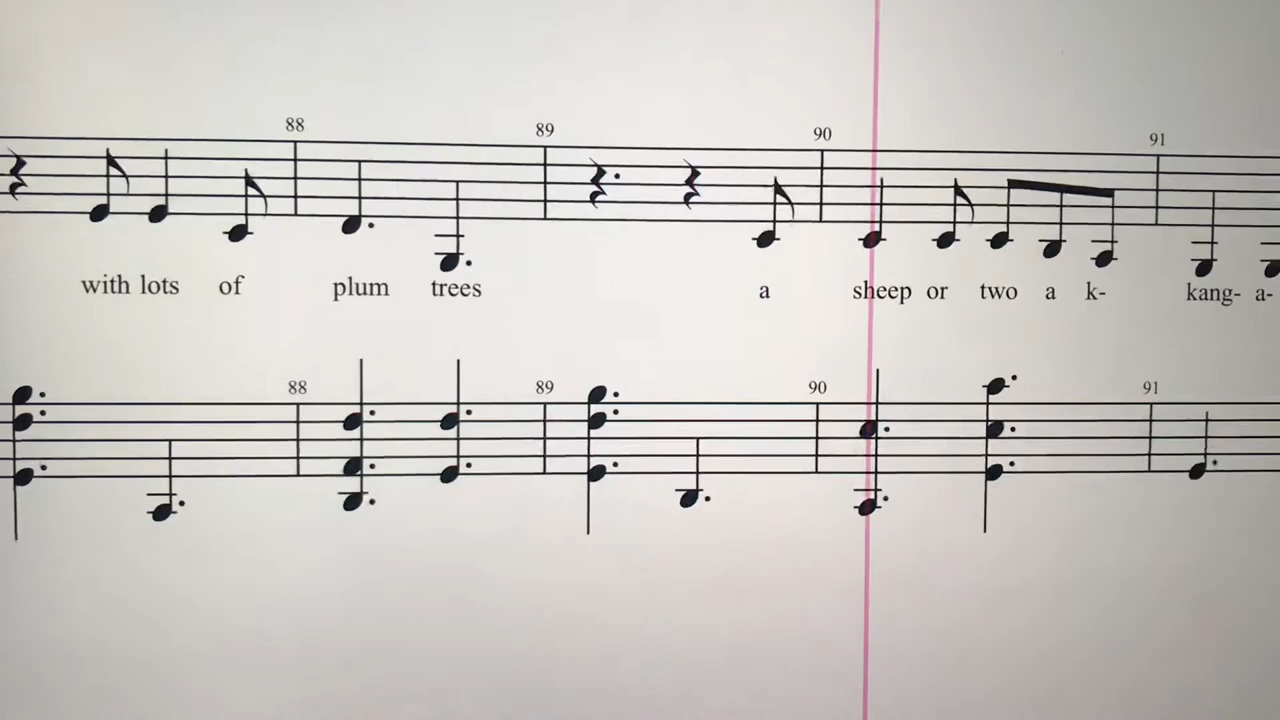 88 89 90 91
with lots of plum trees a sheep or two a k- kang- a-
88 89 90 91